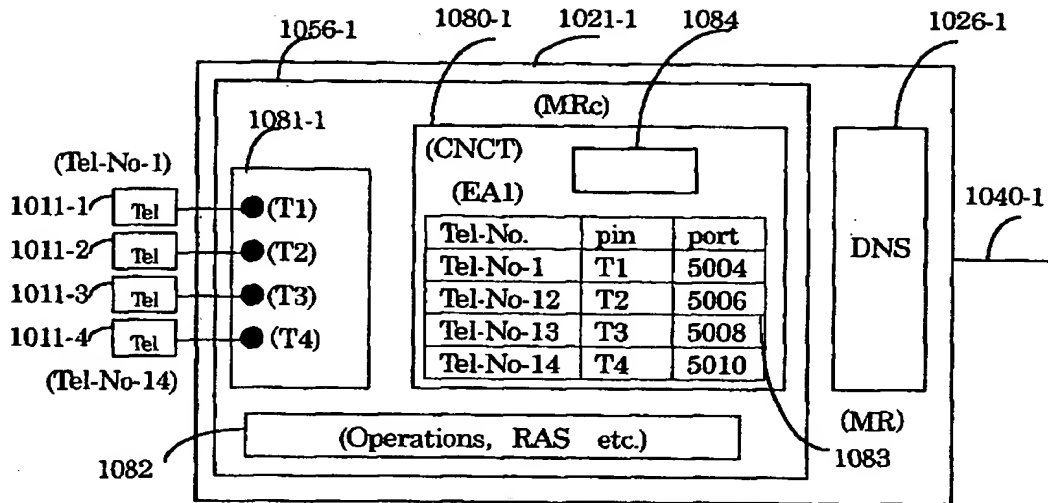 1056-1 1080-1 1021-1 1084 1026-1
(MRc)
1081-1
(CNCT)
(Tel-No-1)
(EA1)
1040-1
1011-1 Tel (T1)
1011-2 Tel (T2)
1011-3 Tel (T3)
1011-4 Tel (T4)
(Tel-No-14)
Tel-No. pin port
Tel-No-1 T1 5004
Tel-No-12 T2 5006
Tel-No-13 T3 5008
Tel-No-14 T4 5010
DNS
(Operations, RAS etc.)
(MR)
1082
1083